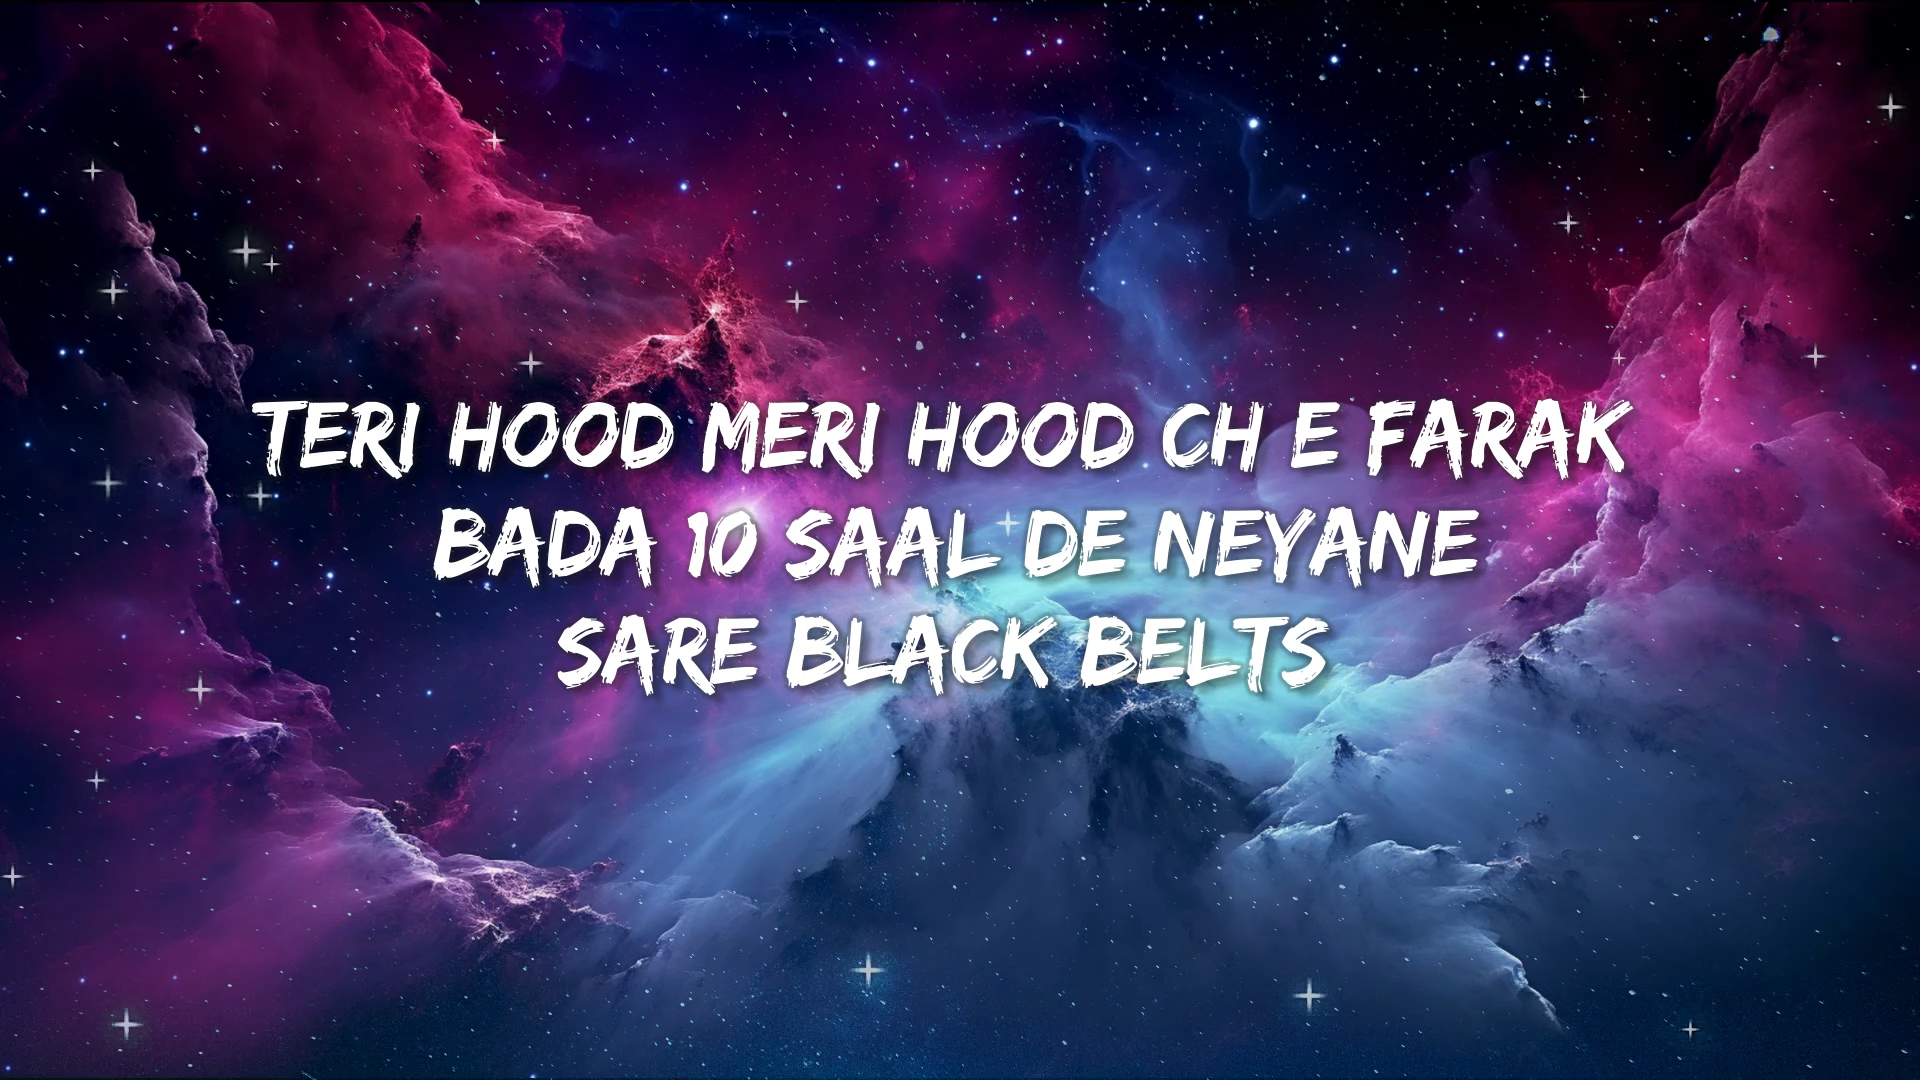 TERI HOOD MERI HOOD CH E FARAK
BADA 10 SAAL DE NEYANE
SARE BLACK BELTS